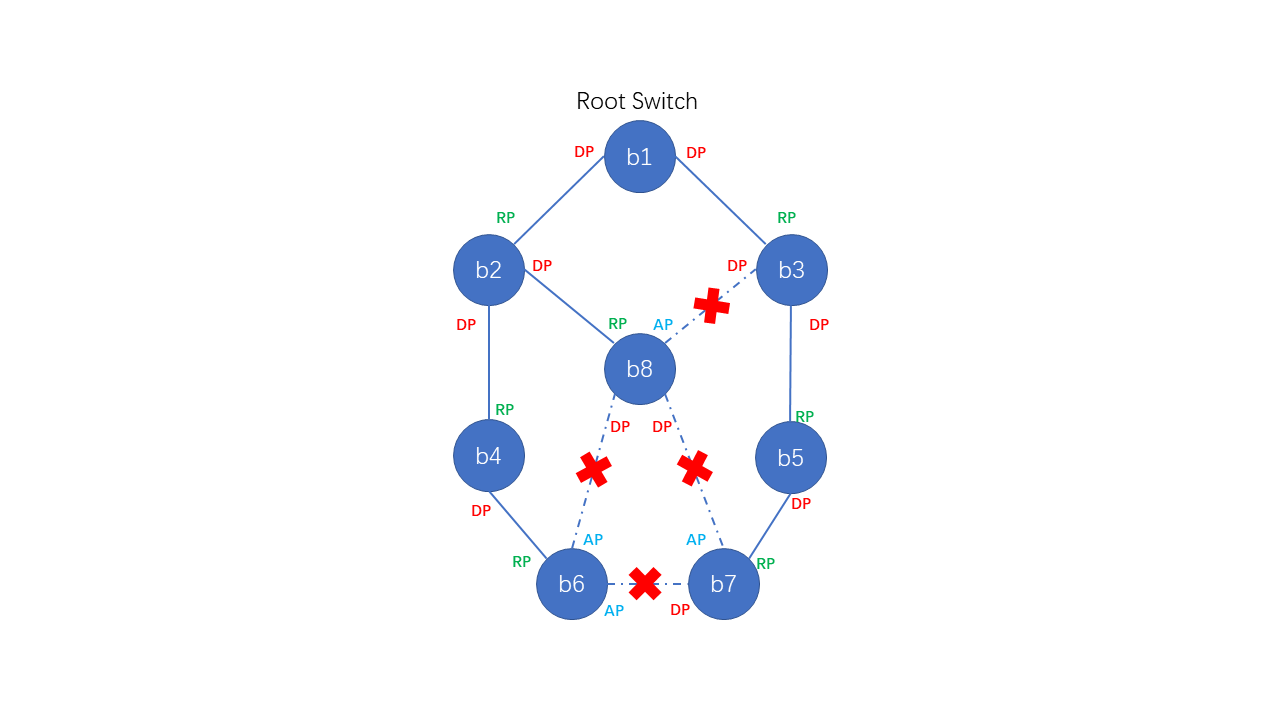 Root Switch
b1
DP DP
RP RP
b2 DP DP b3
DP RP AP DP
b8
RP RP
DP DP
b4 b5
DP DP
AP AP
RP RP
b6 b7
AP DP